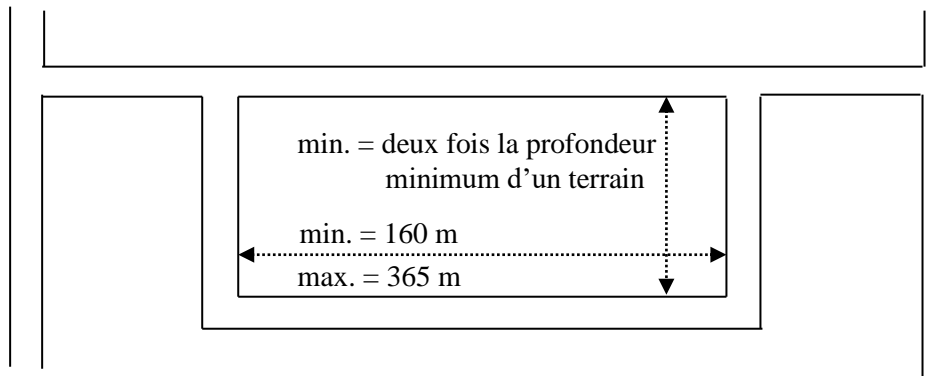 min. = deux fois la profondeur
minimum d’un terrain
min. = 160 m
max. = 365 m